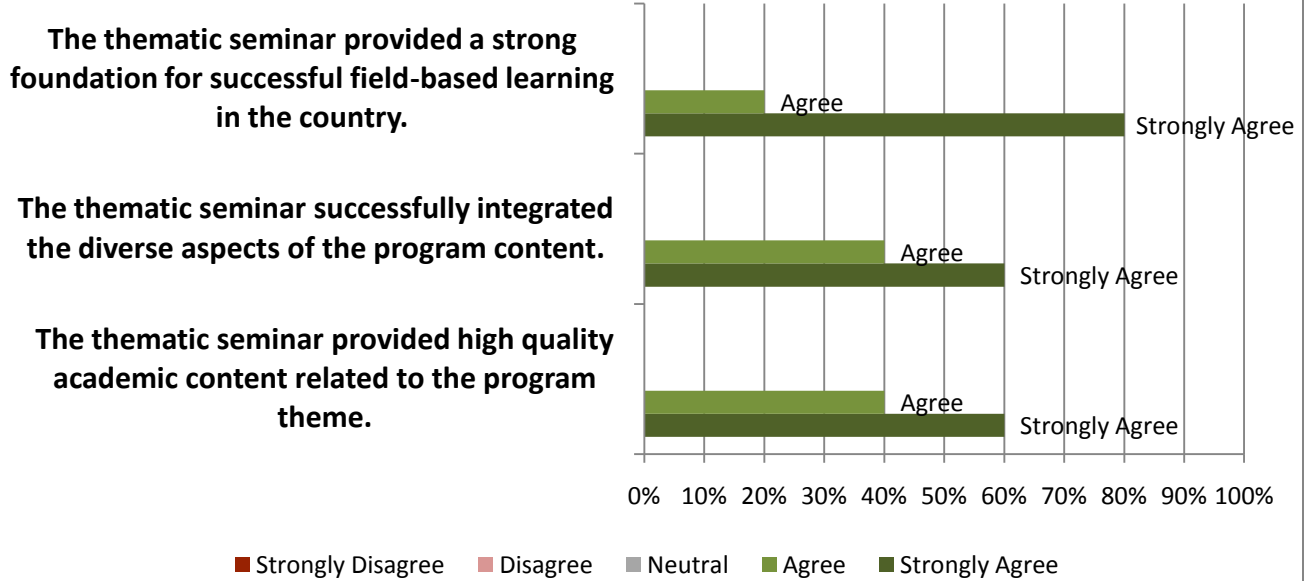 The thematic seminar provided a strong
foundation for successful field-based learning
in the country.
Agree
Strongly Agree
The thematic seminar successfully integrated
the diverse aspects of the program content.
Agree
Strongly Agree
The thematic seminar provided high quality
academic content related to the program
theme.
Agree
Strongly Agree
0% 10% 20% 30% 40% 50% 60% 70% 80% 90% 100%
Strongly Disagree Disagree Neutral Agree Strongly Agree